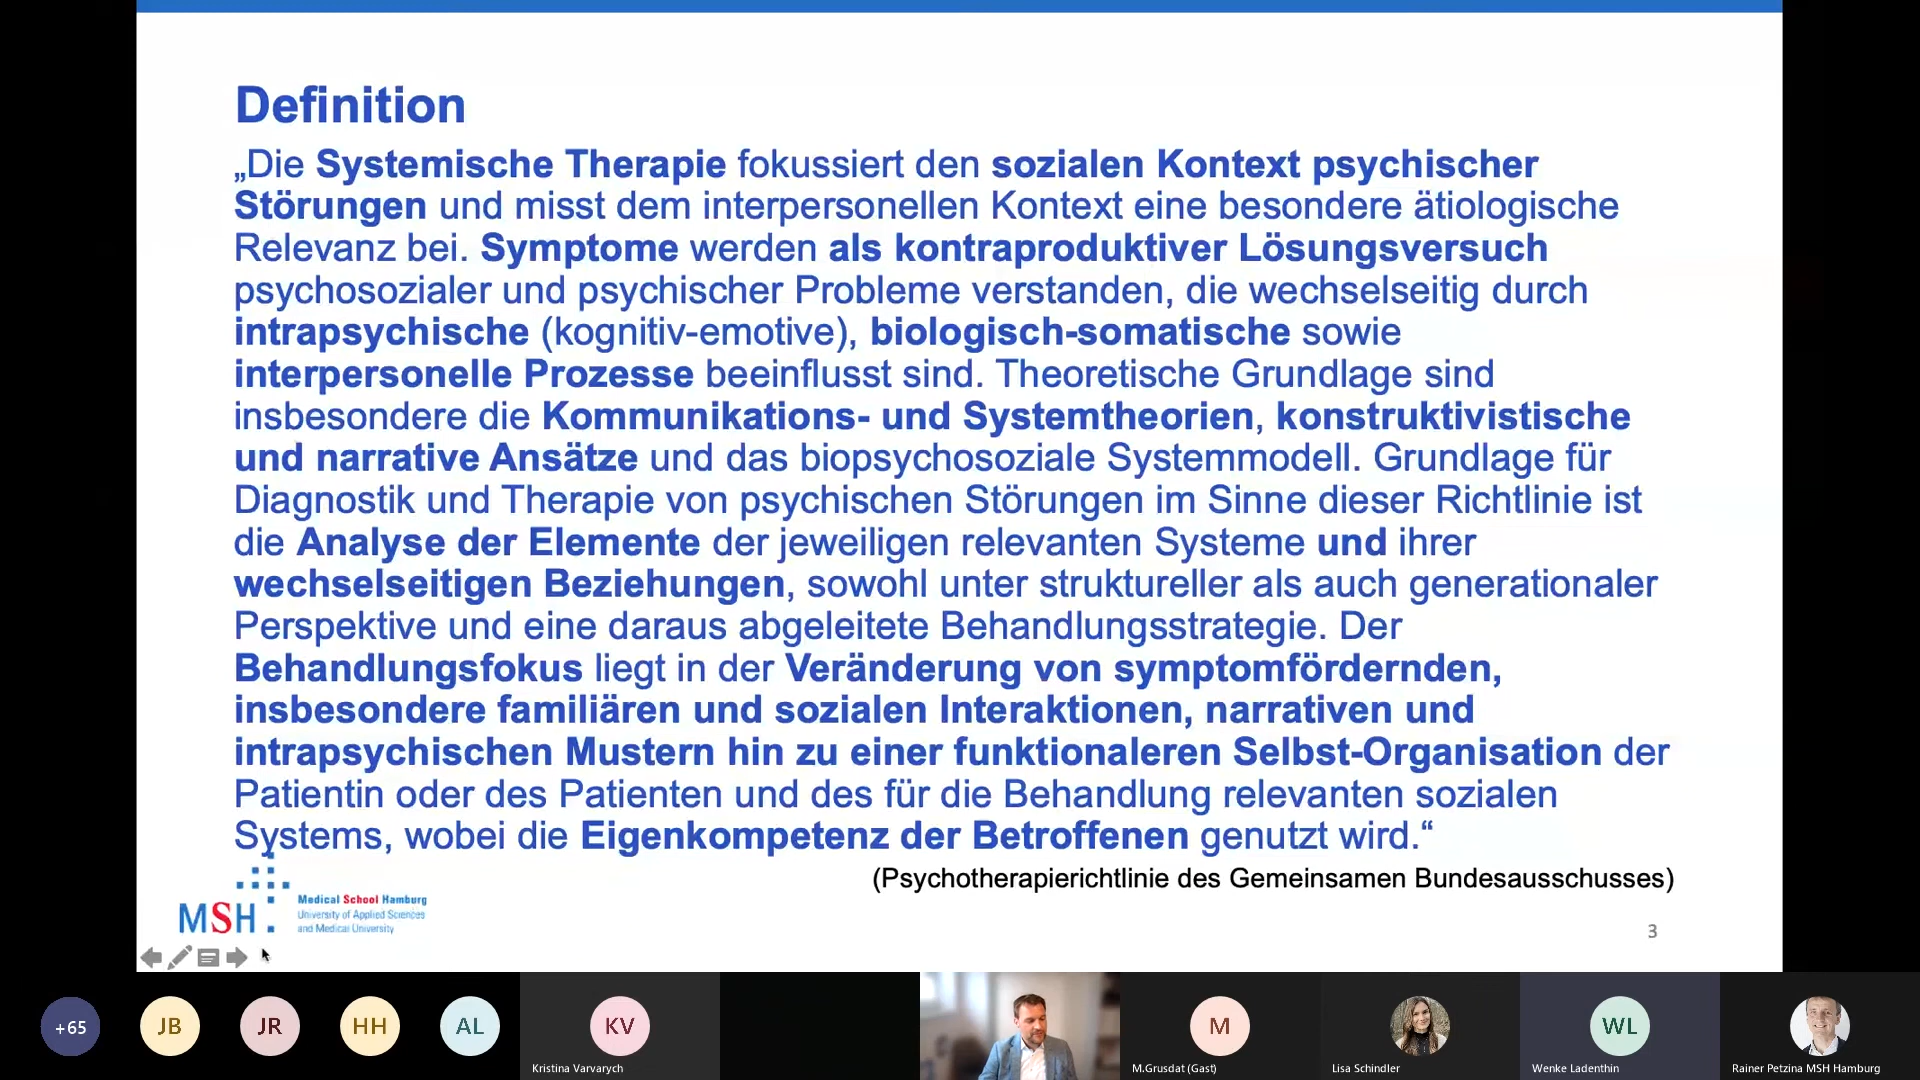 Definition
„Die Systemische Therapie fokussiert den sozialen Kontext psychischer
Störungen und misst dem interpersonellen Kontext eine besondere ätiologische
Relevanz bei. Symptome werden als kontraproduktiver Lösungsversuch
psychosozialer und psychischer Probleme verstanden, die wechselseitig durch
intrapsychische (kognitiv-emotive), biologisch-somatische sowie
interpersonelle Prozesse beeinflusst sind. Theoretische Grundlage sind
insbesondere die Kommunikations- und Systemtheorien, konstruktivistische
und narrative Ansätze und das biopsychosoziale Systemmodell. Grundlage für
Diagnostik und Therapie von psychischen Störungen im Sinne dieser Richtlinie ist
die Analyse der Elemente der jeweiligen relevanten Systeme und ihrer
wechselseitigen Beziehungen, sowohl unter struktureller als auch generationaler
Perspektive und eine daraus abgeleitete Behandlungsstrategie. Der
Behandlungsfokus liegt in der Veränderung von symptomfördernden,
insbesondere familiären und sozialen Interaktionen, narrativen und
intrapsychischen Mustern hin zu einer funktionaleren Selbst-Organisation der
Patientin oder des Patienten und des für die Behandlung relevanten sozialen
Systems, wobei die Eigenkompetenz der Betroffenen genutzt wird.“
(Psychotherapierichtlinie des Gemeinsamen Bundesausschusses)
MSH
Medical School Hamburg
University of Applied Sciences
and Medical University
3
+65
JB
JR
HH
AL
KV
M
WL
Kristina Varvarych
M.Grusdat (Gast)
Lisa Schindler
Wenke Ladenthin
Rainer Petzina MSH Hamburg